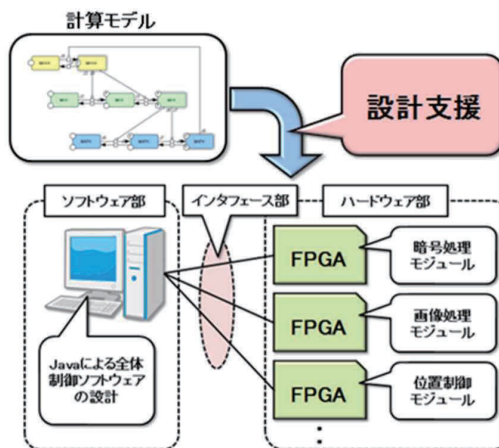 計算モデル
設計支援
ソフトウェア部
インタフェース部
ハードウェア部
FPGA
暗号処理
モジュール
FPGA
画像処理
モジュール
Javaによる全体
制御ソフトウェア
の設計
FPGA
位置制御
モジュール